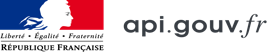 Liberté • Égalité • Fraternité
RÉPUBLIQUE FRANÇAISE
api.gouv.fr